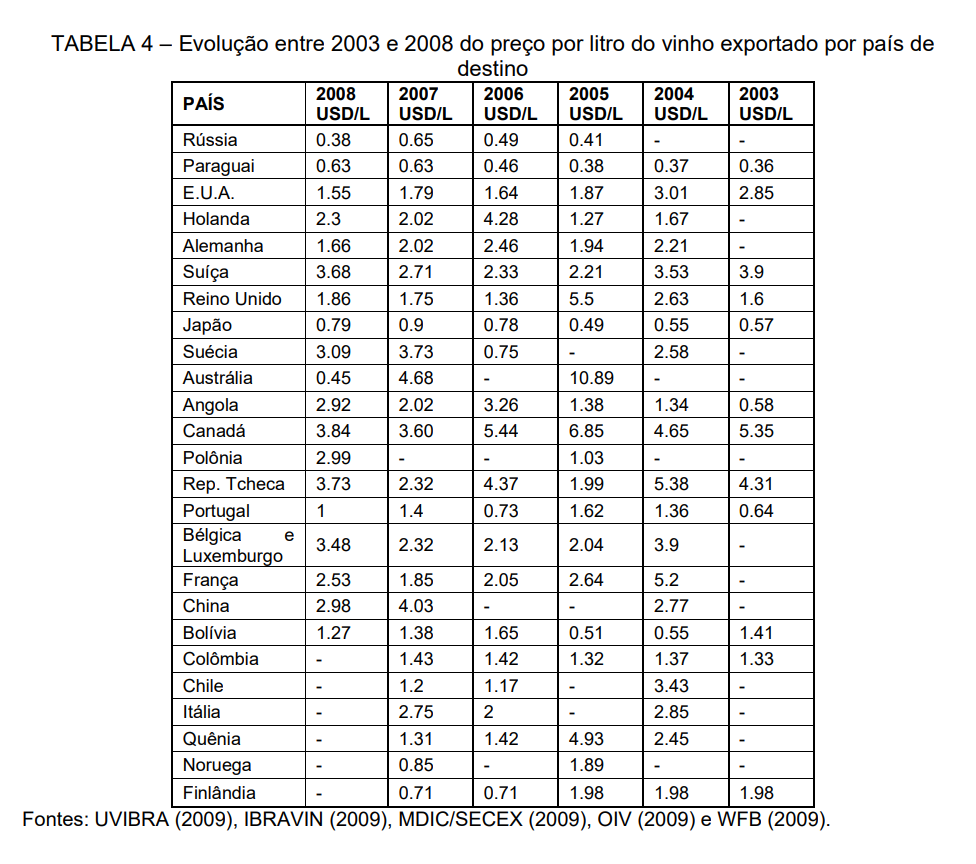 TABELA 4 – Evolução entre 2003 e 2008 do preço por litro do vinho exportado por país de
destino
PAÍS 2008 USD/L 2007 USD/L 2006 USD/L 2005 USD/L 2004 USD/L 2003 USD/L
Rússia 0.38 0.65 0.49 0.41 - -
Paraguai 0.63 0.63 0.46 0.38 0.37 0.36
E.U.A. 1.55 1.79 1.64 1.87 3.01 2.85
Holanda 2.3 2.02 4.28 1.27 1.67 -
Alemanha 1.66 2.02 2.46 1.94 2.21 -
Suíça 3.68 2.71 2.33 2.21 3.53 3.9
Reino Unido 1.86 1.75 1.36 5.5 2.63 1.6
Japão 0.79 0.9 0.78 0.49 0.55 0.57
Suécia 3.09 3.73 0.75 - 2.58 -
Austrália 0.45 4.68 - 10.89 - -
Angola 2.92 2.02 3.26 1.38 1.34 0.58
Canadá 3.84 3.60 5.44 6.85 4.65 5.35
Polônia 2.99 - - 1.03 - -
Rep. Tcheca 3.73 2.32 4.37 1.99 5.38 4.31
Portugal 1 1.4 0.73 1.62 1.36 0.64
Bélgica e Luxemburgo 3.48 2.32 2.13 2.04 3.9 -
França 2.53 1.85 2.05 2.64 5.2 -
China 2.98 4.03 - - 2.77 -
Bolívia 1.27 1.38 1.65 0.51 0.55 1.41
Colômbia - 1.43 1.42 1.32 1.37 1.33
Chile - 1.2 1.17 - 3.43 -
Itália - 2.75 2 - 2.85 -
Quênia - 1.31 1.42 4.93 2.45 -
Noruega - 0.85 - 1.89 - -
Finlândia - 0.71 0.71 1.98 1.98 1.98
Fontes: UVIBRA (2009), IBRAVIN (2009), MDIC/SECEX (2009), OIV (2009) e WFB (2009).